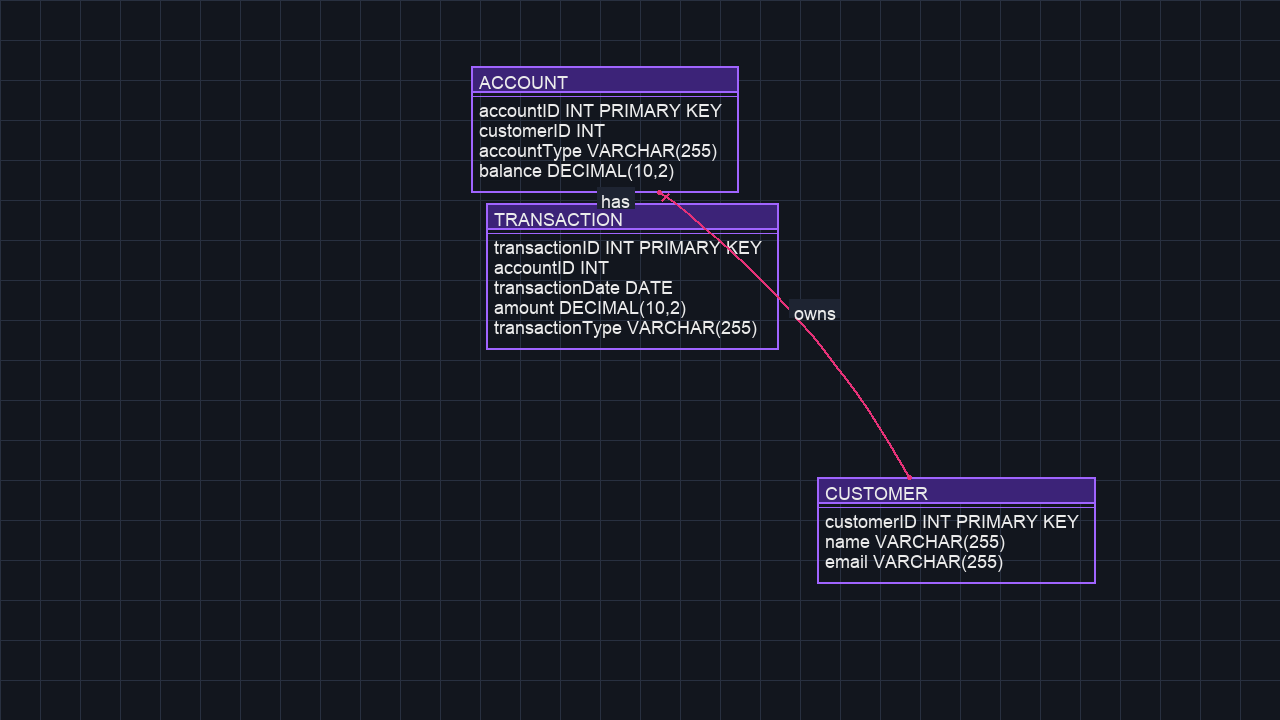 ACCOUNT
accountID INT PRIMARY KEY
customerID INT
accountType VARCHAR(255)
balance DECIMAL(10,2)
has
TRANSACTION
transactionID INT PRIMARY KEY
accountID INT
transactionDate DATE
amount DECIMAL(10,2)
transactionType VARCHAR(255)
owns
CUSTOMER
customerID INT PRIMARY KEY
name VARCHAR(255)
email VARCHAR(255)